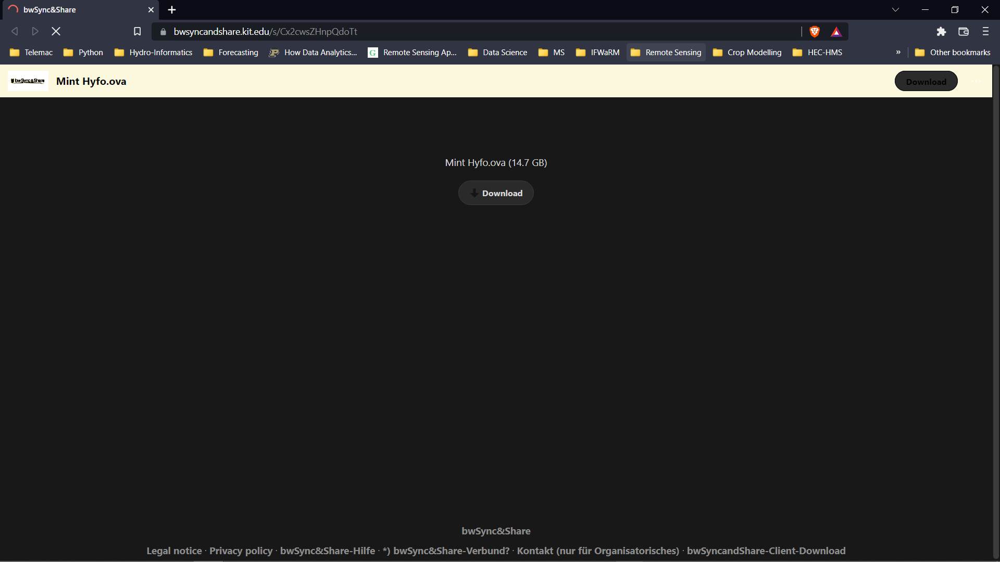 bwSync&Share
bwsyncandshare.kit.edu/s/Cx2cwsZHnpQdoTt
Telemac Python Hydro-Informatics Forecasting How Data Analytics... Remote Sensing Ap... Data Science MS IFWaRM Remote Sensing Crop Modelling HEC-HMS » Other bookmarks
bwSync&Share Mint Hyfo.ova Download
Mint Hyfo.ova (14.7 GB)
Download
bwSync&Share
Legal notice · Privacy policy · bwSync&Share-Hilfe · *) bwSync&Share-Verbund? · Kontakt (nur für Organisatorisches) · bwSyncandShare-Client-Download